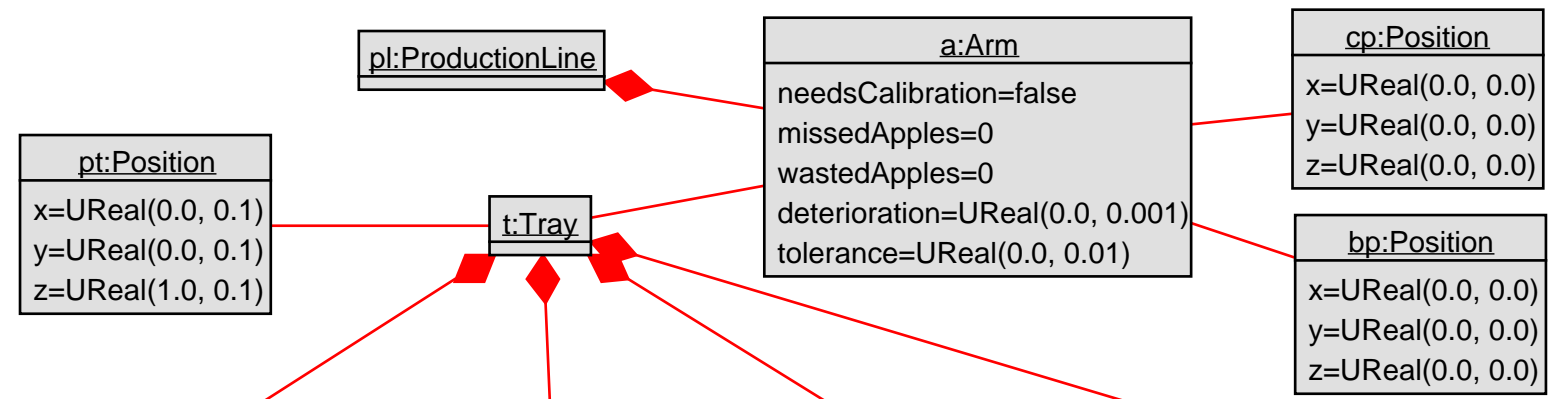 pl:ProductionLine
a:Arm
needsCalibration=false
missedApples=0
wastedApples=0
deterioration=UReal(0.0, 0.001)
tolerance=UReal(0.0, 0.01)
cp:Position
x=UReal(0.0, 0.0)
y=UReal(0.0, 0.0)
z=UReal(0.0, 0.0)
pt:Position
x=UReal(0.0, 0.1)
y=UReal(0.0, 0.1)
z=UReal(1.0, 0.1)
t:Tray
bp:Position
x=UReal(0.0, 0.0)
y=UReal(0.0, 0.0)
z=UReal(0.0, 0.0)